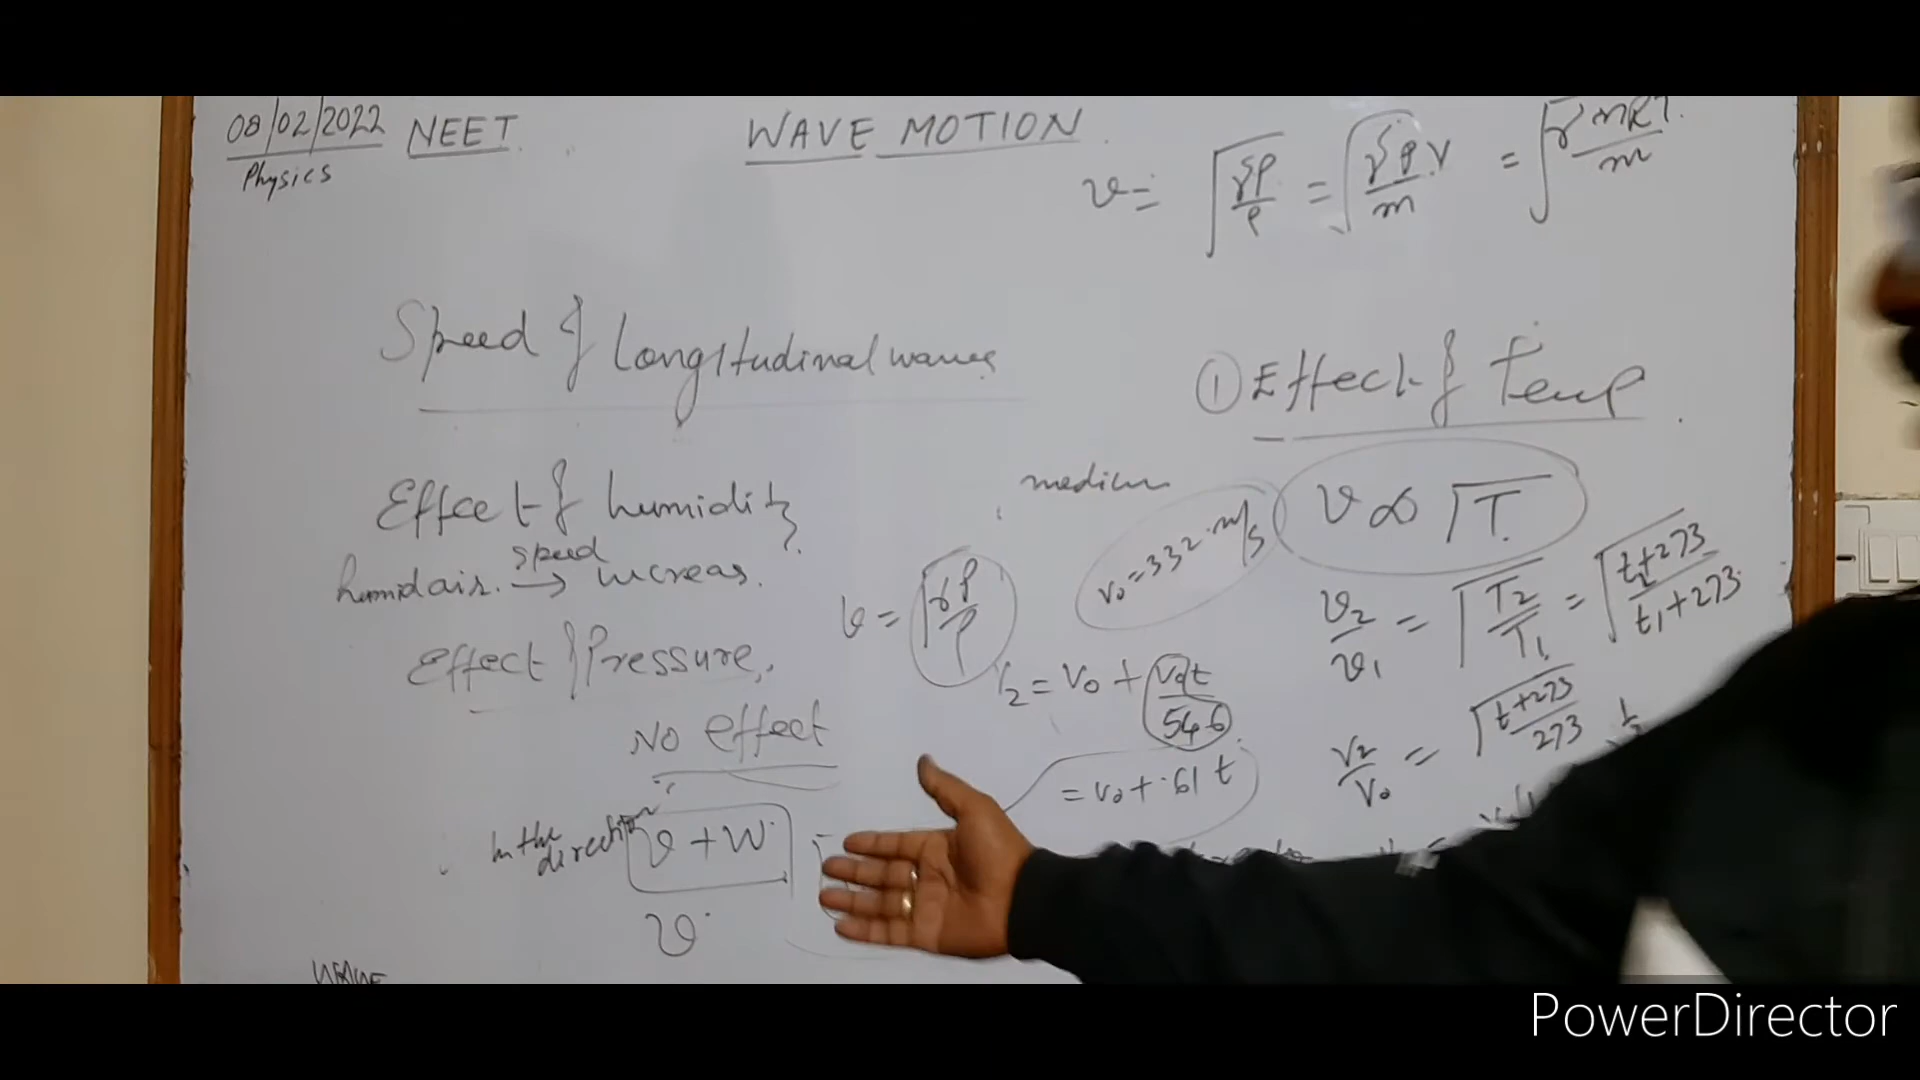 08/02/2022 NEET
Physics
WAVE MOTION
v = √(γP/ρ) = √(γPV/m) = √(γnRT/m)
Speed of Longitudinal waves
① Effect of Temp
Effect of humidity
humid air. speed → increas.
medium
v₀ = 332 m/s
v ∝ √T
v = √(γP/ρ)
v₂/v₁ = √(T₂/T₁) = √(t₂+273/t₁+273)
Effect of Pressure,
No effect
= v₀ + v₀t/546
= v₀ + .61 t
v₂/v₀ = √(t+273/273)
In the direction
v + w
v
PowerDirector